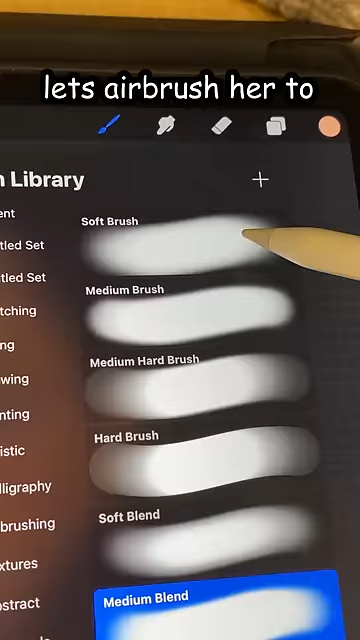 lets airbrush her to
n Library
ent
Soft Brush
tled Set
tled Set
Medium Brush
tching
ng
Medium Hard Brush
wing
nting
Hard Brush
istic
lligraphy
Soft Blend
brushing
xtures
Medium Blend
stract